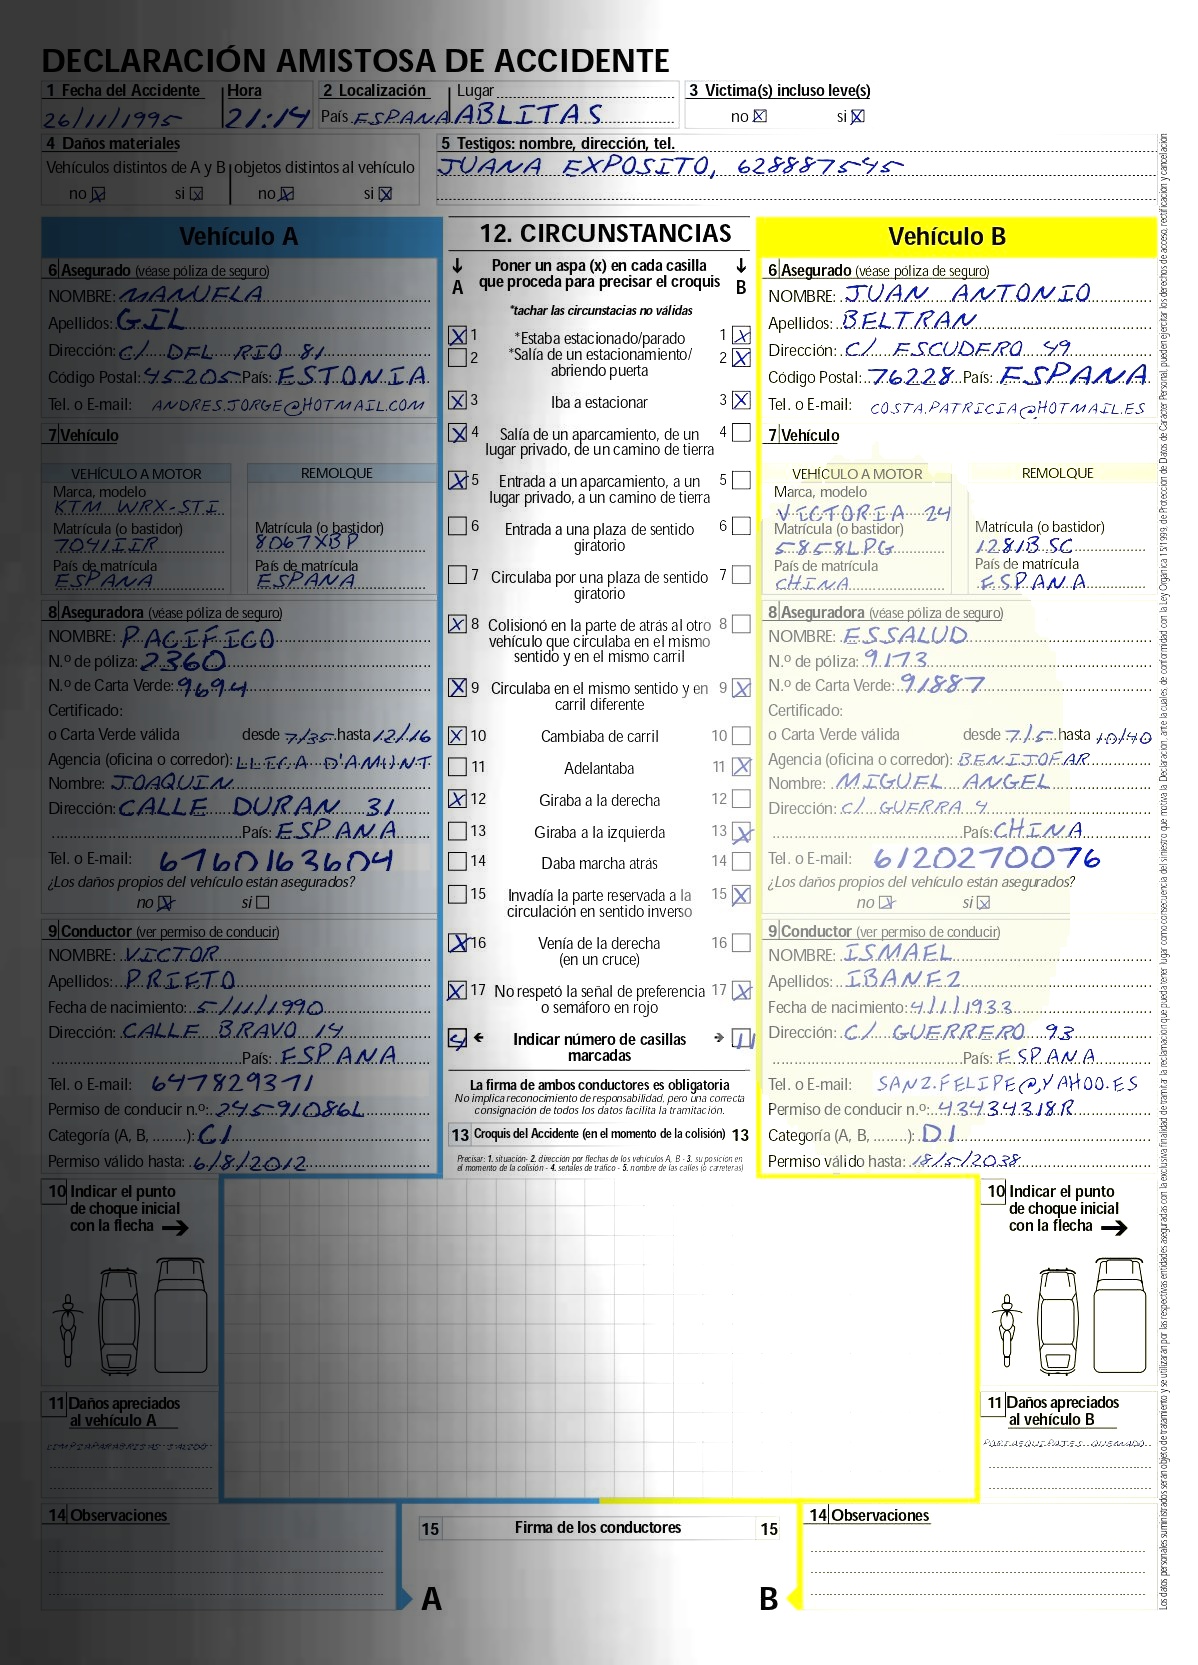 DECLARACIÓN AMISTOSA DE ACCIDENTE
1 Fecha del Accidente Hora 2 Localización Lugar 3 Victima(s) incluso leve(s)
26/11/1995 21:14 País ESPANA ABLITAS no si
4 Daños materiales 5 Testigos: nombre, dirección, tel.
Vehículos distintos de A y B objetos distintos al vehículo JUANA EXPOSITO, 628887545
no si no si
Vehículo A
6 Asegurado (véase póliza de seguro)
NOMBRE: MANUELA
Apellidos: GIL
Dirección: C/ DEL RIO 81
Código Postal: 45205 País: ESTONIA
Tel. o E-mail: ANDRES.JORGE@HOTMAIL.COM
7 Vehículo
VEHÍCULO A MOTOR REMOLQUE
Marca, modelo
KTM WRX-STI
Matrícula (o bastidor) Matrícula (o bastidor)
7041IIR 8067XBP
País de matrícula País de matrícula
ESPANA ESPANA
8 Aseguradora (véase póliza de seguro)
NOMBRE: PACIFICO
N.º de póliza: 2360
N.º de Carta Verde: 9694
Certificado:
o Carta Verde válida desde 7/35 hasta 12/16
Agencia (oficina o corredor): LLICA D'AMUNT
Nombre: JOAQUIN
Dirección: CALLE DURAN 31
País: ESPANA
Tel. o E-mail: 6760163604
¿Los daños propios del vehículo están asegurados?
no si
9 Conductor (ver permiso de conducir)
NOMBRE: VICTOR
Apellidos: PRIETO
Fecha de nacimiento: 5/11/1990
Dirección: CALLE BRAVO 14
País: ESPANA
Tel. o E-mail: 647829371
Permiso de conducir n.º: 24591086L
Categoría (A, B, ........): C1
Permiso válido hasta: 6/8/2012
12. CIRCUNSTANCIAS
Poner un aspa (x) en cada casilla
A que proceda para precisar el croquis B
*tachar las circunstacias no válidas
1 *Estaba estacionado/parado 1
2 *Salía de un estacionamiento/ 2
abriendo puerta
3 Iba a estacionar 3
4 Salía de un aparcamiento, de un 4
lugar privado, de un camino de tierra
5 Entrada a un aparcamiento, a un 5
lugar privado, a un camino de tierra
6 Entrada a una plaza de sentido 6
giratorio
7 Circulaba por una plaza de sentido 7
giratorio
8 Colisionó en la parte de atrás al otro 8
vehículo que circulaba en el mismo
sentido y en el mismo carril
9 Circulaba en el mismo sentido y en 9
carril diferente
10 Cambiaba de carril 10
11 Adelantaba 11
12 Giraba a la derecha 12
13 Giraba a la izquierda 13
14 Daba marcha atrás 14
15 Invadía la parte reservada a la 15
circulación en sentido inverso
16 Venía de la derecha 16
(en un cruce)
17 No respetó la señal de preferencia 17
o semáforo en rojo
4 Indicar número de casillas 11
marcadas
La firma de ambos conductores es obligatoria
No implica reconocimiento de responsabilidad, pero una correcta
consignación de todos los datos facilita la tramitación.
13 Croquis del Accidente (en el momento de la colisión) 13
Precisar: 1. situación- 2. dirección por flechas de los vehículos A, B - 3. su posición en
el momento de la colisión - 4. señales de tráfico - 5. nombre de las calles (o carreteras)
Vehículo B
6 Asegurado (véase póliza de seguro)
NOMBRE: JUAN ANTONIO
Apellidos: BELTRAN
Dirección: C/ ESCUDERO 49
Código Postal: 76228 País: ESPANA
Tel. o E-mail: COSTA.PATRICIA@HOTMAIL.ES
7 Vehículo
VEHÍCULO A MOTOR REMOLQUE
Marca, modelo
VICTORIA 24
Matrícula (o bastidor) Matrícula (o bastidor)
5858LPG 1281BSC
País de matrícula País de matrícula
CHINA ESPANA
8 Aseguradora (véase póliza de seguro)
NOMBRE: ESSALUD
N.º de póliza: 9173
N.º de Carta Verde: 91887
Certificado:
o Carta Verde válida desde 7/5 hasta 10/40
Agencia (oficina o corredor): BENIJOFAR
Nombre: MIGUEL ANGEL
Dirección: C/ GUERRA 4
País: CHINA
Tel. o E-mail: 6120270076
¿Los daños propios del vehículo están asegurados?
no si
9 Conductor (ver permiso de conducir)
NOMBRE: ISMAEL
Apellidos: IBANEZ
Fecha de nacimiento: 4/1/1933
Dirección: C/ GUERRERO 93
País: ESPANA
Tel. o E-mail: SANZ.FELIPE@YAHOO.ES
Permiso de conducir n.º: 43434318R
Categoría (A, B, ........): D1
Permiso válido hasta: 18/5/2038
10 Indicar el punto
de choque inicial
con la flecha
11 Daños apreciados
al vehículo A
LIMPIAPARABRISAS SALIDO
14 Observaciones
10 Indicar el punto
de choque inicial
con la flecha
11 Daños apreciados
al vehículo B
PORTAEQUIPAJES QUEMADO
14 Observaciones
15 Firma de los conductores 15
A B
Los datos personales suministrados seran objeto de tratamiento y se utilizaran por las respectivas entidades aseguradas con la exclusiva finalidad de tramitar la reclamación que pueda tener lugar como consecuencia del siniestro que motiva la Declaracion, ante la cuales, de conformidad con la Ley Organica 15/1999 de Proteccion de Datos de Caracter Personal, pueden ejercitar los derechos de acceso, rectificación y cancelación